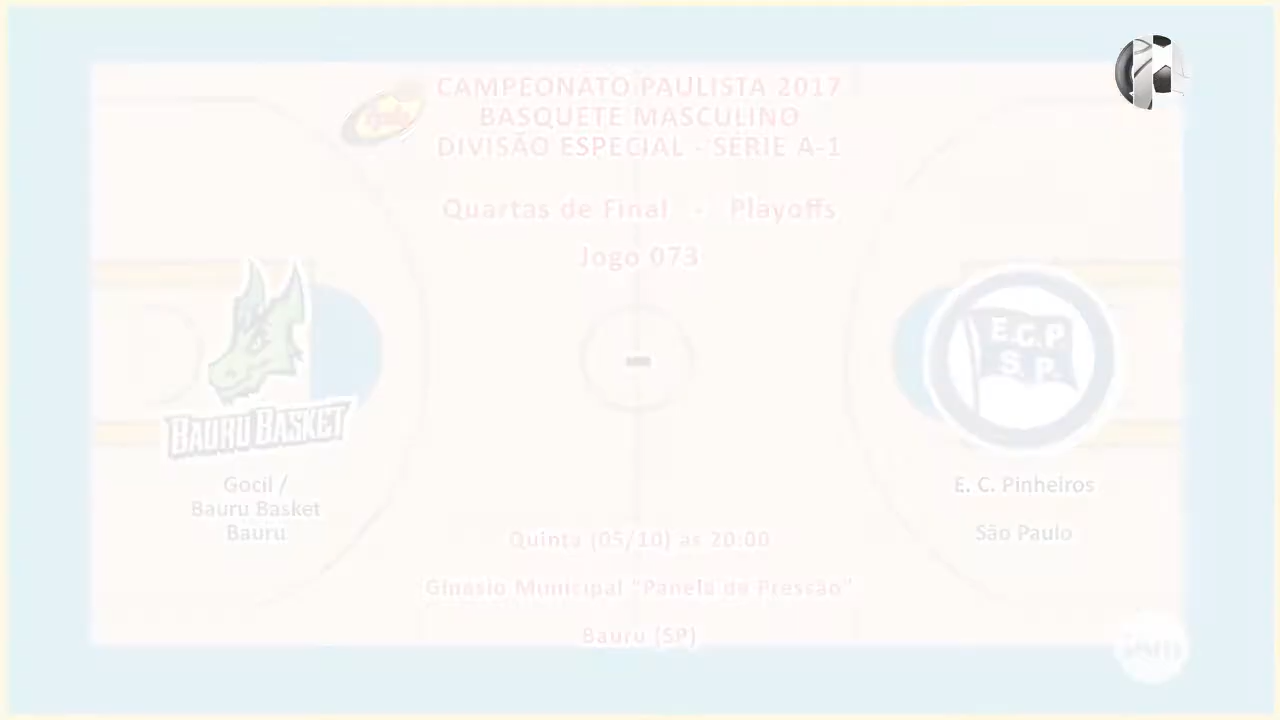 CAMPEONATO PAULISTA 2017
BASQUETE MASCULINO
DIVISÃO ESPECIAL - SÉRIE A-1
Quartas de Final - Playoffs
Jogo 073
E.C.P
S.P.
BAURU BASKET
Gocil /
Bauru Basket
Bauru
E. C. Pinheiros
São Paulo
Quinta (05/10) às 20:00
Ginásio Municipal "Panela de Pressão"
Bauru (SP)